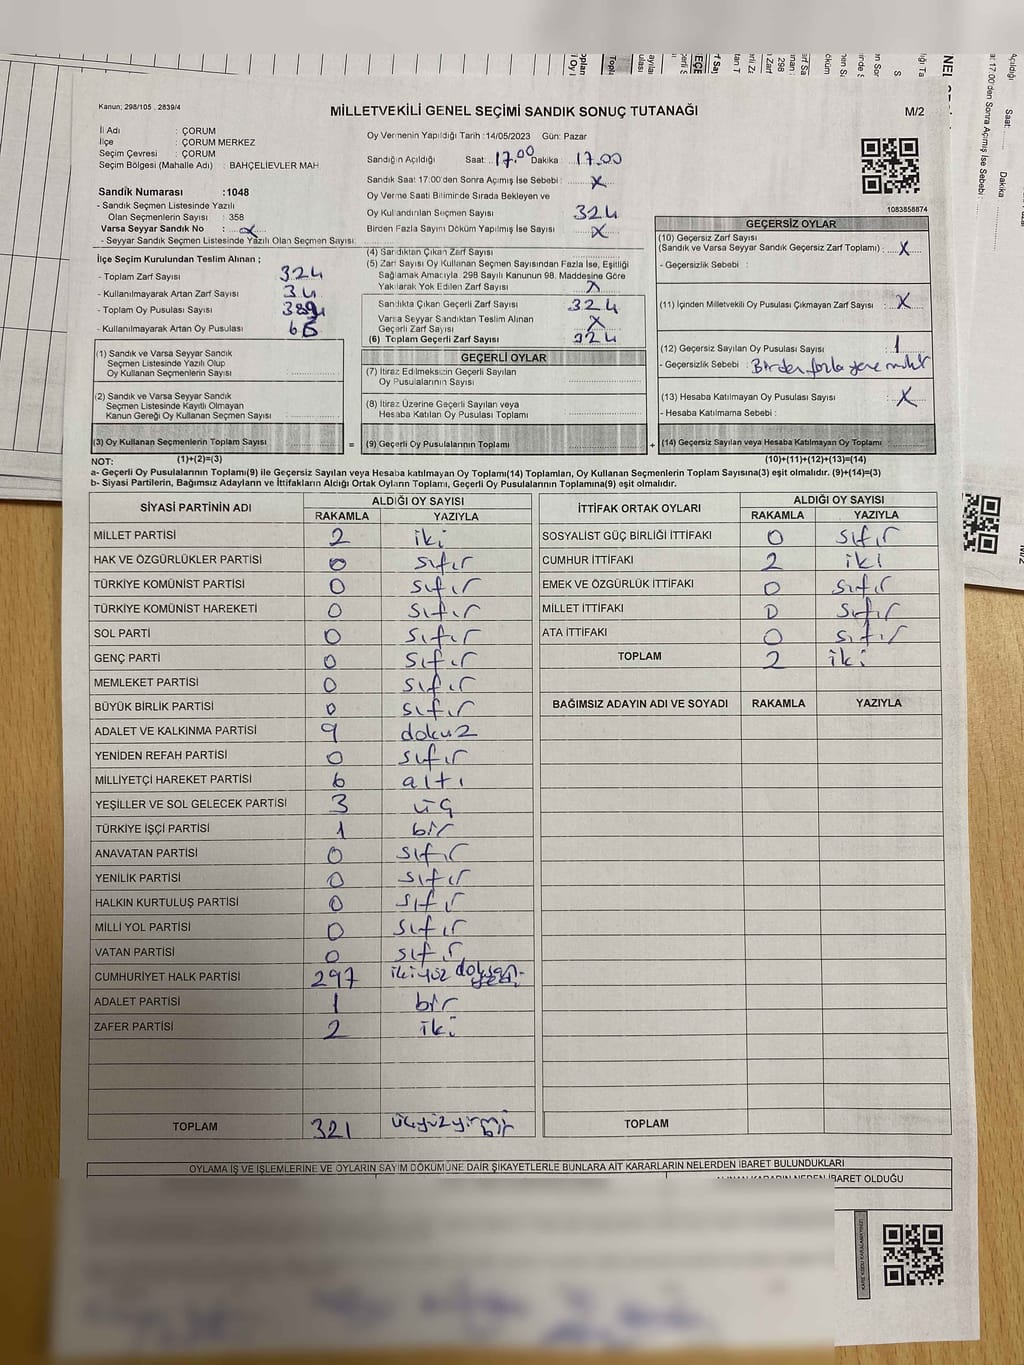 Kanun; 298/105 . 2839/4
MİLLETVEKİLİ GENEL SEÇİMİ SANDIK SONUÇ TUTANAĞI
M/2
İl Adı : ÇORUM
İlçe : ÇORUM MERKEZ
Seçim Çevresi : ÇORUM
Seçim Bölgesi (Mahalle Adı) : BAHÇELİEVLER MAH
Sandık Numarası :1048
- Sandık Seçmen Listesinde Yazılı
Olan Seçmenlerin Sayısı : 358
Varsa Seyyar Sandık No :
- Seyyar Sandık Seçmen Listesinde Yazılı Olan Seçmen Sayısı:
İlçe Seçim Kurulundan Teslim Alınan ;
- Toplam Zarf Sayısı 324
- Kullanılmayarak Artan Zarf Sayısı 34
- Toplam Oy Pusulası
- Kullanılmayarak Artan Oy Pusulası
Oy Vermenin Yapıldığı Tarih :14/05/2023 Gün: Pazar
Sandığın Açıldığı Saat: 17.00 Dakika : 17.00
Sandık Saat 17:00'den Sonra Açımış İse Sebebi : X
Oy Verme Saati Bitiminde Sırada Bekleyen ve
Oy Kullandırılan Seçmen Sayısı 324
Birden Fazla Sayım Döküm Yapılmış İse Sayısı X
(4) Sandıktan Çıkan Zarf Sayısı
(5) Zarf Sayısı Oy Kullanan Seçmen Sayısından Fazla İse, Eşitliği
Sağlamak Amacıyla 298 Sayılı Kanunun 98. Maddesine Göre
Yakılarak Yok Edilen Zarf Sayısı X
Sandıkta Çıkan Geçerli Zarf Sayısı 324
Varsa Seyyar Sandıktan Teslim Alınan
Geçerli Zarf Sayısı X
(6) Toplam Geçerli Zarf Sayısı 324
1083858874
GEÇERSİZ OYLAR
(10) Geçersiz Zarf Sayısı
(Sandık ve Varsa Seyyar Sandık Geçersiz Zarf Toplamı) : X
- Geçersizlik Sebebi :
(11) İçinden Milletvekili Oy Pusulası Çıkmayan Zarf Sayısı : X
(12) Geçersiz Sayılan Oy Pusulası Sayısı : 1
- Geçersizlik Sebebi : Birden fazla yere mühür
(13) Hesaba Katılmayan Oy Pusulası Sayısı : X
- Hesaba Katılmama Sebebi :
(1) Sandık ve Varsa Seyyar Sandık
Seçmen Listesinde Yazılı Olup
Oy Kullanan Seçmenlerin Sayısı :
(2) Sandık ve Varsa Seyyar Sandık
Seçmen Listesinde Kayıtlı Olmayan
Kanun Gereği Oy Kullanan Seçmen Sayısı :
GEÇERLİ OYLAR
(7) İtiraz Edilmeksizin Geçerli Sayılan
Oy Pusulalarının Sayısı :
(8) İtiraz Üzerine Geçerli Sayılan veya
Hesaba Katılan Oy Pusulası Toplamı :
(3) Oy Kullanan Seçmenlerin Toplam Sayısı = (9) Geçerli Oy Pusulalarının Toplamı + (14) Geçersiz Sayılan veya Hesaba Katılmayan Oy Toplamı
NOT: (1)+(2)=(3) (10)+(11)+(12)+(13)=(14)
a- Geçerli Oy Pusulalarının Toplamı(9) ile Geçersiz Sayılan veya Hesaba katılmayan Oy Toplamı(14) Toplamları, Oy Kullanan Seçmenlerin Toplam Sayısına(3) eşit olmalıdır. (9)+(14)=(3)
b- Siyasi Partilerin, Bağımsız Adayların ve İttifakların Aldığı Ortak Oyların Toplamı, Geçerli Oy Pusulalarının Toplamına(9) eşit olmalıdır.
SİYASİ PARTİNİN ADI ALDIĞI OY SAYISI
RAKAMLA YAZIYLA
MİLLET PARTİSİ 2 iki
HAK VE ÖZGÜRLÜKLER PARTİSİ 0 sıfır
TÜRKİYE KOMÜNİST PARTİSİ 0 sıfır
TÜRKİYE KOMÜNİST HAREKETİ 0 sıfır
SOL PARTİ 0 sıfır
GENÇ PARTİ 0 sıfır
MEMLEKET PARTİSİ 0 sıfır
BÜYÜK BİRLİK PARTİSİ 0 sıfır
ADALET VE KALKINMA PARTİSİ 9 dokuz
YENİDEN REFAH PARTİSİ 0 sıfır
MİLLİYETÇİ HAREKET PARTİSİ 6 altı
YEŞİLLER VE SOL GELECEK PARTİSİ 3 üç
TÜRKİYE İŞÇİ PARTİSİ 1 bir
ANAVATAN PARTİSİ 0 sıfır
YENİLİK PARTİSİ 0 sıfır
HALKIN KURTULUŞ PARTİSİ 0 sıfır
MİLLİ YOL PARTİSİ 0 sıfır
VATAN PARTİSİ 0 sıfır
CUMHURİYET HALK PARTİSİ 297 ikiyüz doksan-yedi
ADALET PARTİSİ 1 bir
ZAFER PARTİSİ 2 iki
TOPLAM 321 üçyüzyirmi bir
İTTİFAK ORTAK OYLARI ALDIĞI OY SAYISI
RAKAMLA YAZIYLA
SOSYALİST GÜÇ BİRLİĞİ İTTİFAKI 0 sıfır
CUMHUR İTTİFAKI 2 iki
EMEK VE ÖZGÜRLÜK İTTİFAKI 0 sıfır
MİLLET İTTİFAKI 0 sıfır
ATA İTTİFAKI 0 sıfır
TOPLAM 2 iki
BAĞIMSIZ ADAYIN ADI VE SOYADI RAKAMLA YAZIYLA
TOPLAM
OYLAMA İŞ VE İŞLEMLERİNE VE OYLARIN SAYIM DÖKÜMÜNE DAİR ŞİKAYETLERLE BUNLARA AİT KARARLARIN NELERDEN İBARET BULUNDUKLARI
ALINAN KARARIN NEDEN İBARET OLDUĞU